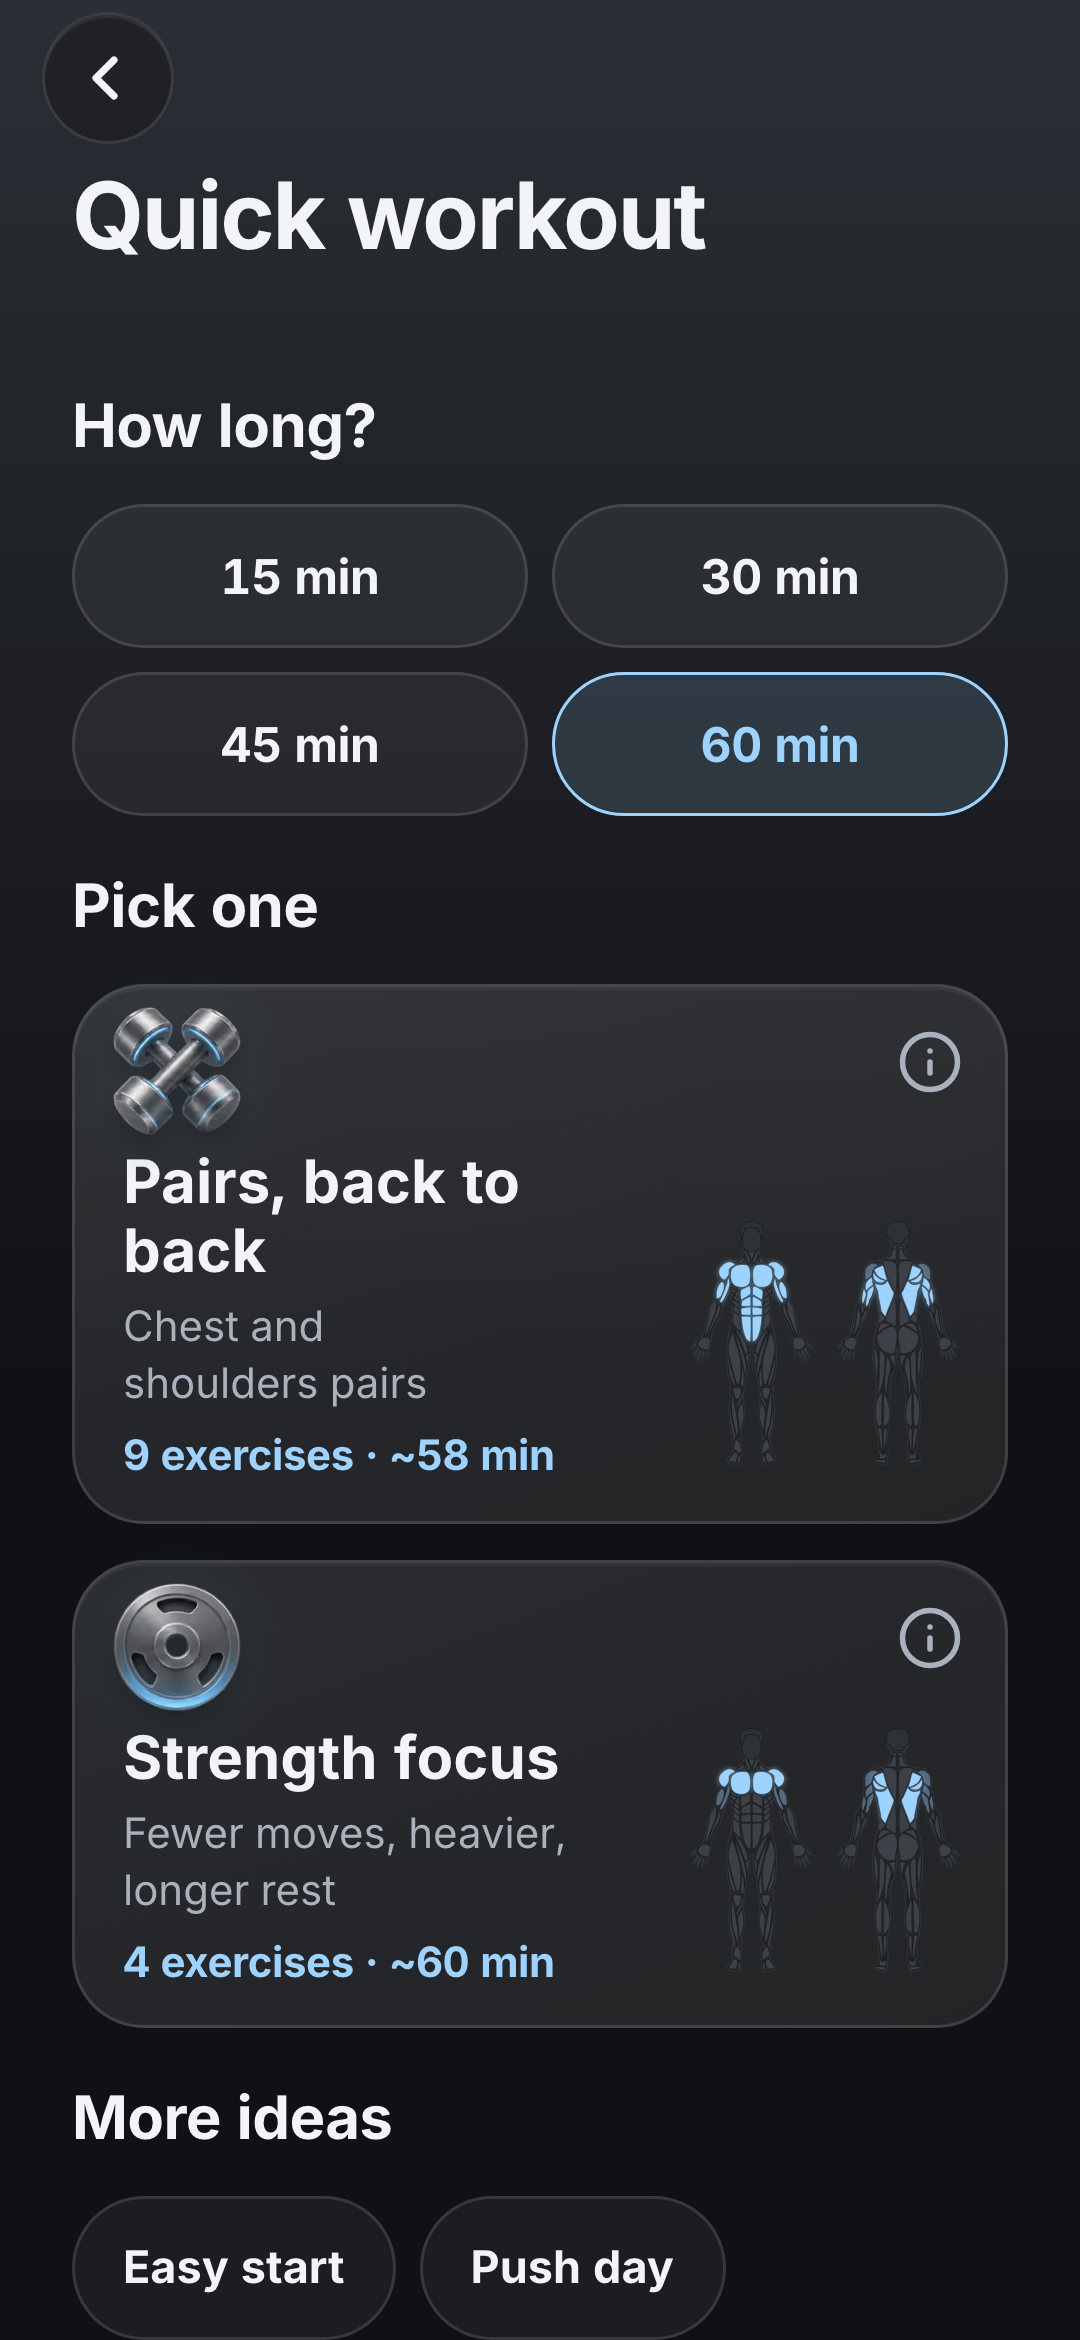 Quick workout
How long?
15 min
30 min
45 min
60 min
Pick one
Pairs, back to
back
Chest and
shoulders pairs
9 exercises · ~58 min
Strength focus
Fewer moves, heavier,
longer rest
4 exercises · ~60 min
More ideas
Easy start
Push day